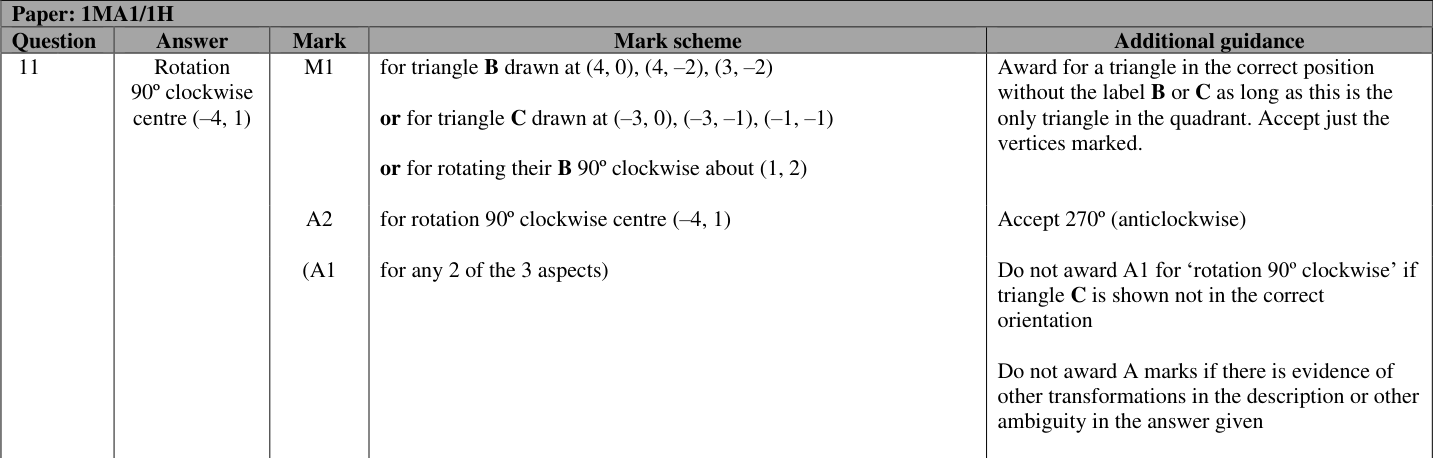 Paper: 1MA1/1H
Question Answer Mark Mark scheme Additional guidance
11
Rotation
90º clockwise
centre (–4, 1)
M1
for triangle B drawn at (4, 0), (4, –2), (3, –2)
or for triangle C drawn at (–3, 0), (–3, –1), (–1, –1)
or for rotating their B 90º clockwise about (1, 2)
Award for a triangle in the correct position
without the label B or C as long as this is the
only triangle in the quadrant. Accept just the
vertices marked.
A2
for rotation 90º clockwise centre (–4, 1)
Accept 270º (anticlockwise)
(A1
for any 2 of the 3 aspects)
Do not award A1 for ‘rotation 90º clockwise’ if
triangle C is shown not in the correct
orientation
Do not award A marks if there is evidence of
other transformations in the description or other
ambiguity in the answer given